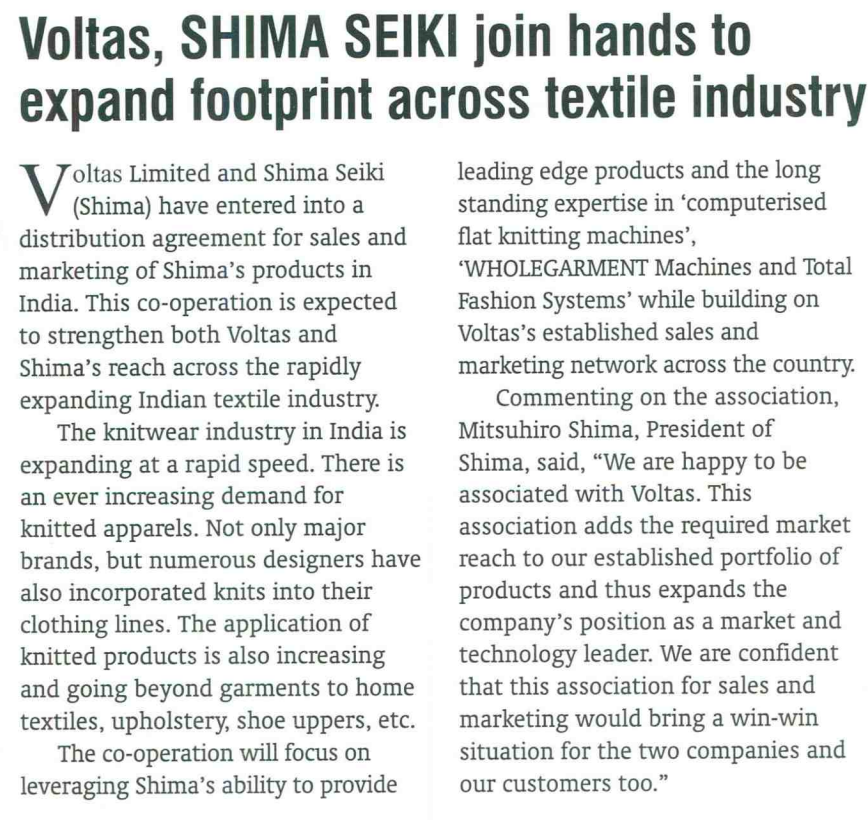 Voltas, SHIMA SEIKI join hands to
expand footprint across textile industry
Voltas Limited and Shima Seiki
(Shima) have entered into a
distribution agreement for sales and
marketing of Shima's products in
India. This co-operation is expected
to strengthen both Voltas and
Shima's reach across the rapidly
expanding Indian textile industry.
The knitwear industry in India is
expanding at a rapid speed. There is
an ever increasing demand for
knitted apparels. Not only major
brands, but numerous designers have
also incorporated knits into their
clothing lines. The application of
knitted products is also increasing
and going beyond garments to home
textiles, upholstery, shoe uppers, etc.
The co-operation will focus on
leveraging Shima's ability to provide
leading edge products and the long
standing expertise in 'computerised
flat knitting machines',
'WHOLEGARMENT Machines and Total
Fashion Systems' while building on
Voltas's established sales and
marketing network across the country.
Commenting on the association,
Mitsuhiro Shima, President of
Shima, said, "We are happy to be
associated with Voltas. This
association adds the required market
reach to our established portfolio of
products and thus expands the
company's position as a market and
technology leader. We are confident
that this association for sales and
marketing would bring a win-win
situation for the two companies and
our customers too."